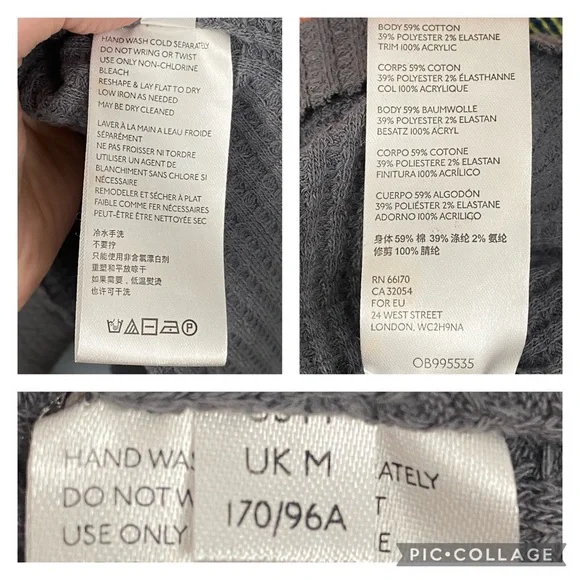 HAND WASH COLD SEPARATELY
DO NOT WRING OR TWIST
USE ONLY NON-CHLORINE
BLEACH
RESHAPE & LAY FLAT TO DRY
LOW IRON AS NEEDED
MAY BE DRY CLEANED
LAVER À LA MAIN A LEAU FROIDE
SÉPARÉMENT
NE PAS FROISSER NI TORDRE
UTILISER UN AGENT DE
BLANCHIMENT SANS CHLORE SI
NÉCESSAIRE
REMODELER ET SÉCHER À PLAT
FAIBLE COMME FER NÉCESSAIRES
PEUT-ÊTRE ÊTRE NETTOYÉE SEC
冷水手洗
不要拧
只能使用非含氯漂白剂
重塑和平放晾干
如果需要，低温熨烫
也许可干洗
BODY 59% COTTON
39% POLYESTER 2% ELASTANE
TRIM 100% ACRYLIC
CORPS 59% COTON
39% POLYESTER 2% ÉLASTHANNE
COL 100% ACRYLIQUE
BODY 59% BAUMWOLLE
39% POLYESTER 2% ELASTAN
BESATZ 100% ACRYL
CORPO 59% COTONE
39% POLIESTERE 2% ELASTAN
FINITURA 100% ACRÍLICO
CUERPO 59% ALGODÓN
39% POLIÉSTER 2% ELASTANE
ADORNO 100% ACRILIGO
身体59% 棉 39% 涤纶 2% 氨纶
修剪 100% 腈纶
RN 66170
CA 32054
FOR EU
24 WEST STREET
LONDON, WC2H9NA
OB995535
HAND WAS
DO NOT W
USE ONLY
UK M
170/96A
ATELY
T
E
PIC•COLLAGE